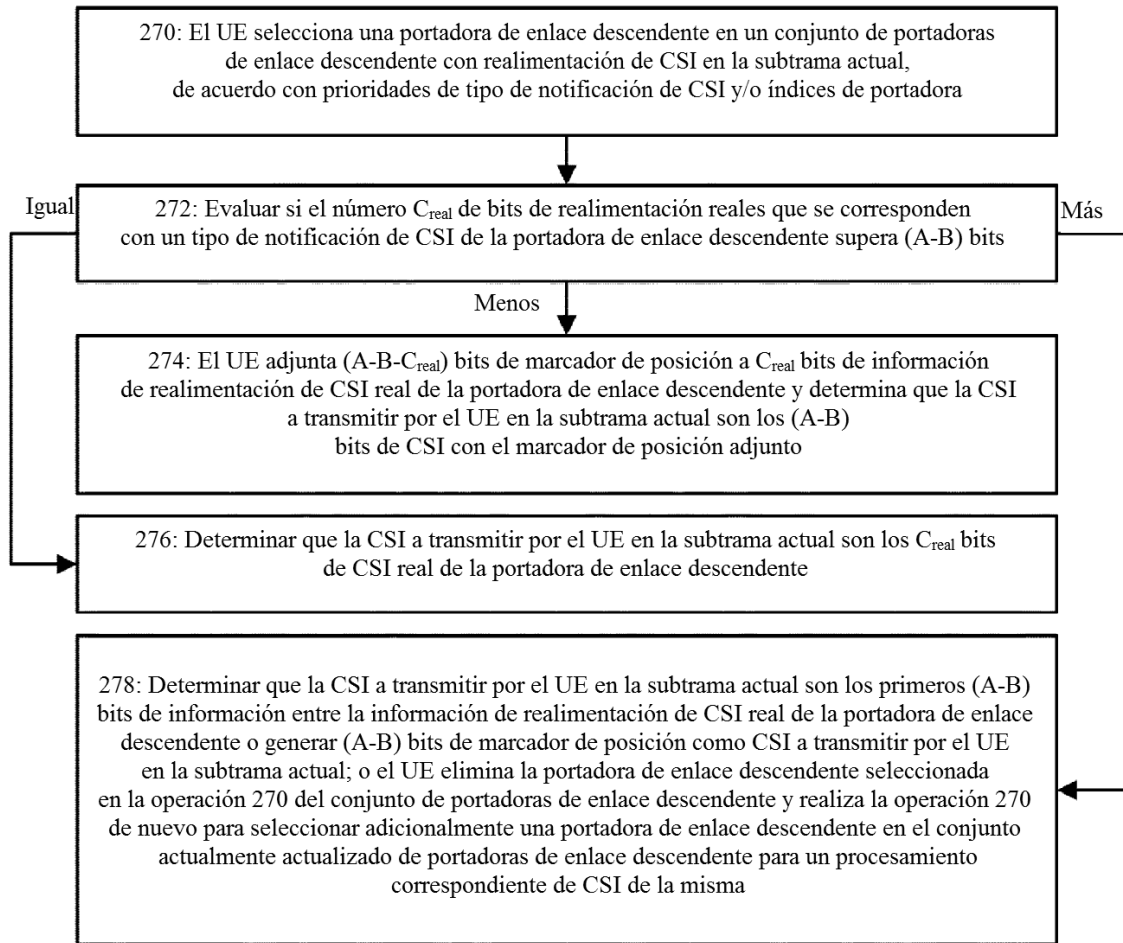 270: El UE selecciona una portadora de enlace descendente en un conjunto de portadoras
de enlace descendente con realimentación de CSI en la subtrama actual,
de acuerdo con prioridades de tipo de notificación de CSI y/o índices de portadora
Igual
272: Evaluar si el número Creal de bits de realimentación reales que se corresponden
con un tipo de notificación de CSI de la portadora de enlace descendente supera (A-B) bits
Más
Menos
274: El UE adjunta (A-B-Creal) bits de marcador de posición a Creal bits de información
de realimentación de CSI real de la portadora de enlace descendente y determina que la CSI
a transmitir por el UE en la subtrama actual son los (A-B)
bits de CSI con el marcador de posición adjunto
276: Determinar que la CSI a transmitir por el UE en la subtrama actual son los Creal bits
de CSI real de la portadora de enlace descendente
278: Determinar que la CSI a transmitir por el UE en la subtrama actual son los primeros (A-B)
bits de información entre la información de realimentación de CSI real de la portadora de enlace
descendente o generar (A-B) bits de marcador de posición como CSI a transmitir por el UE
en la subtrama actual; o el UE elimina la portadora de enlace descendente seleccionada
en la operación 270 del conjunto de portadoras de enlace descendente y realiza la operación 270
de nuevo para seleccionar adicionalmente una portadora de enlace descendente en el conjunto
actualmente actualizado de portadoras de enlace descendente para un procesamiento
correspondiente de CSI de la misma